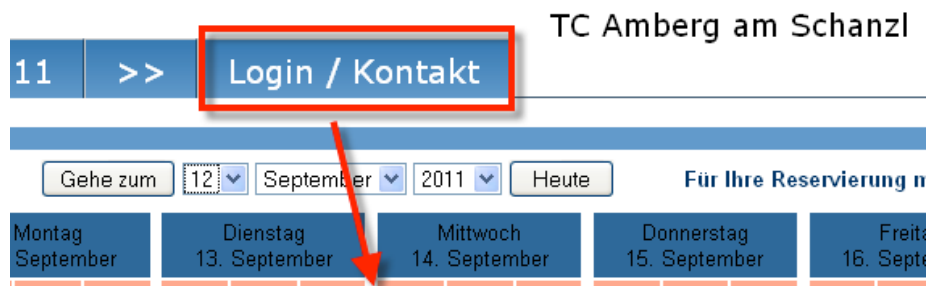 TC Amberg am Schanzl
11 >> Login / Kontakt
Gehe zum 12 September 2011 Heute Für Ihre Reservierung
Montag Dienstag Mittwoch Donnerstag
September 13. September 14. September 15. September 16.